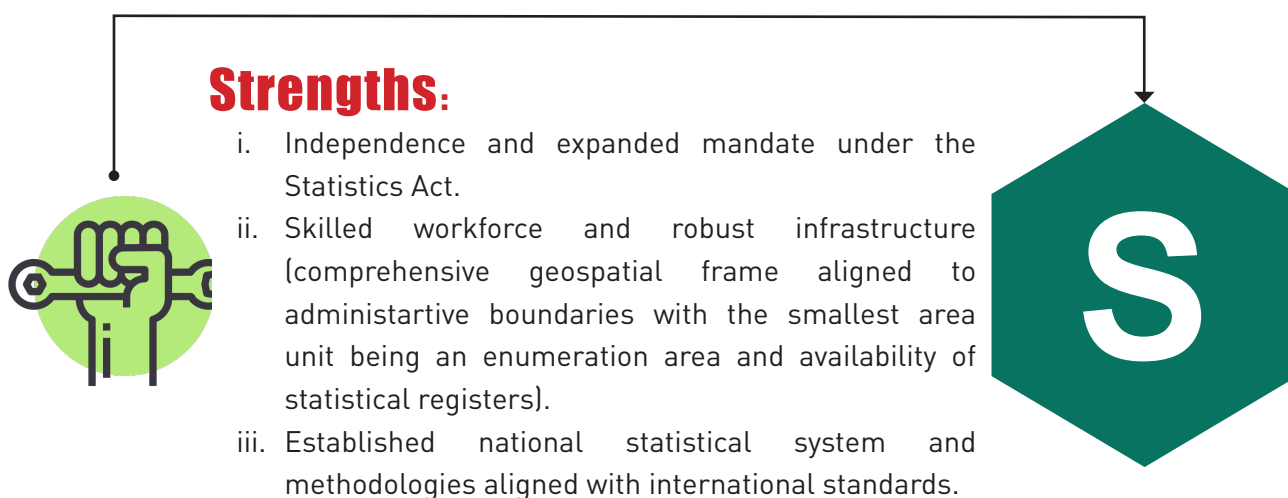 Strengths:
i. Independence and expanded mandate under the
Statistics Act.
ii. Skilled workforce and robust infrastructure
(comprehensive geospatial frame aligned to
administartive boundaries with the smallest area
unit being an enumeration area and availability of
statistical registers).
iii. Established national statistical system and
methodologies aligned with international standards.
S